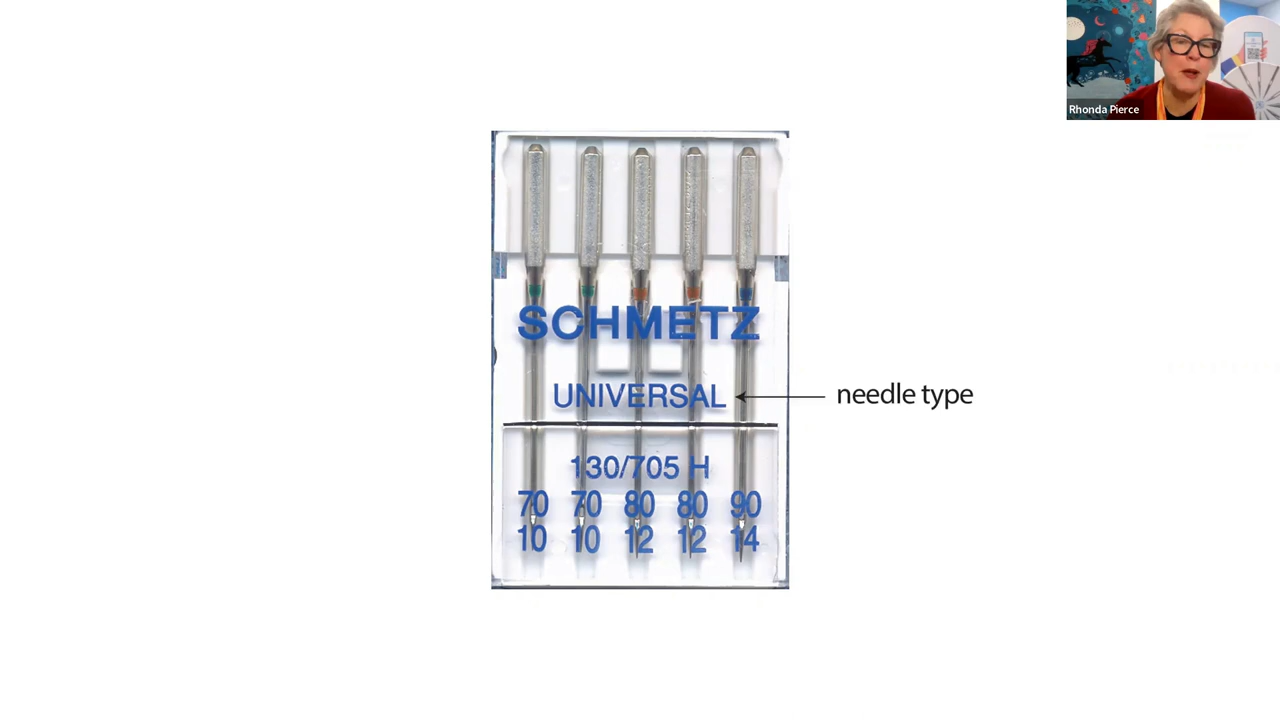 Rhonda Pierce
SCHMETZ
UNIVERSAL
needle type
130/705 H
70 70 80 80 90
10 10 12 12 14